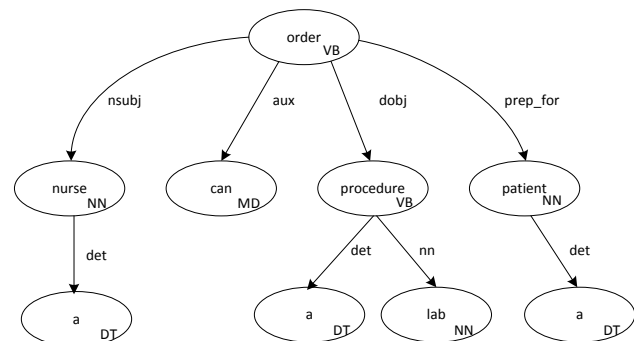 order
VB
nsubj
aux
dobj
prep_for
nurse
NN
can
MD
procedure
VB
patient
NN
det
det
nn
det
a
DT
a
DT
lab
NN
a
DT